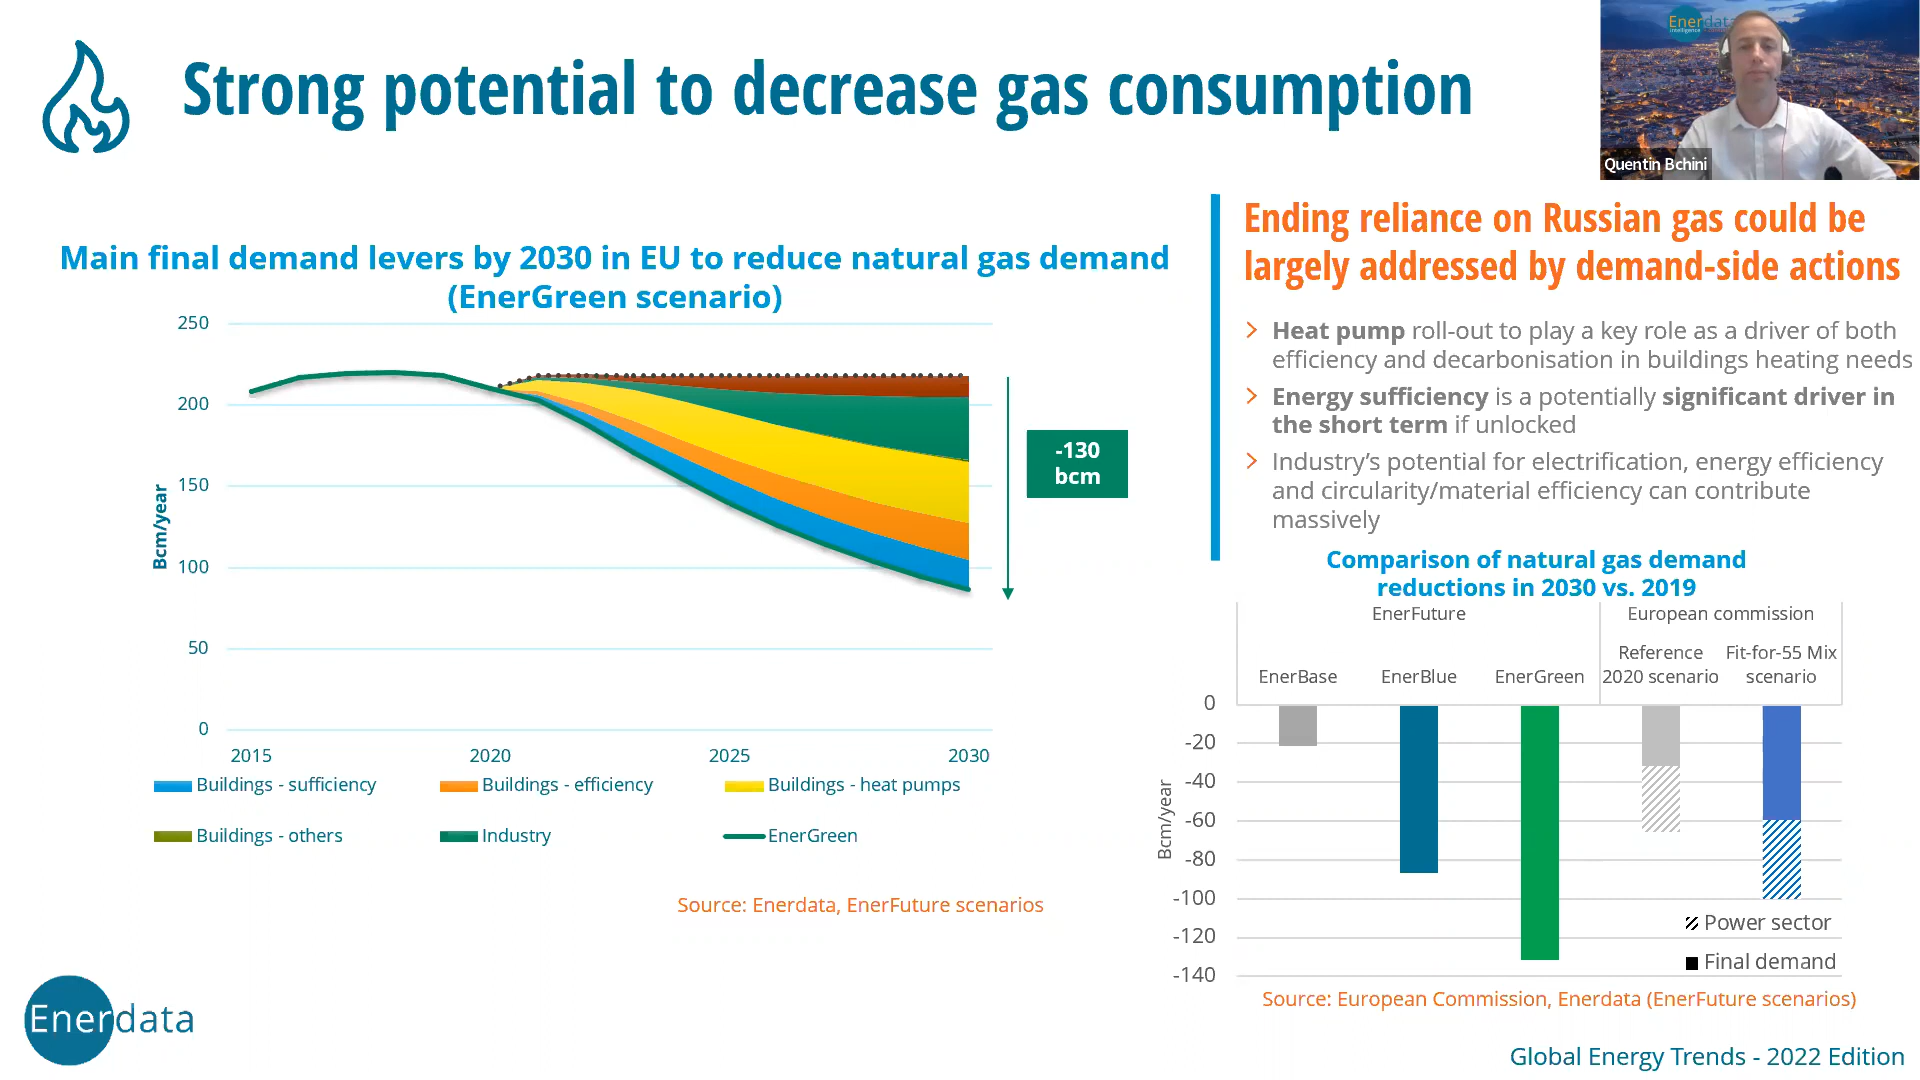 Strong potential to decrease gas consumption
Enerdata
intelligence
Quentin Bchini
Main final demand levers by 2030 in EU to reduce natural gas demand
(EnerGreen scenario)
250
200
150
100
50
0
Bcm/year
2015
2020
2025
2030
-130
bcm
Buildings - sufficiency
Buildings - efficiency
Buildings - heat pumps
Buildings - others
Industry
EnerGreen
Source: Enerdata, EnerFuture scenarios
Ending reliance on Russian gas could be
largely addressed by demand-side actions
Heat pump roll-out to play a key role as a driver of both
efficiency and decarbonisation in buildings heating needs
Energy sufficiency is a potentially significant driver in
the short term if unlocked
Industry’s potential for electrification, energy efficiency
and circularity/material efficiency can contribute
massively
Comparison of natural gas demand
reductions in 2030 vs. 2019
EnerFuture
European commission
EnerBase
EnerBlue
EnerGreen
Reference
2020 scenario
Fit-for-55 Mix
scenario
0
-20
-40
-60
-80
-100
-120
-140
Bcm/year
Power sector
Final demand
Source: European Commission, Enerdata (EnerFuture scenarios)
Enerdata
Global Energy Trends - 2022 Edition